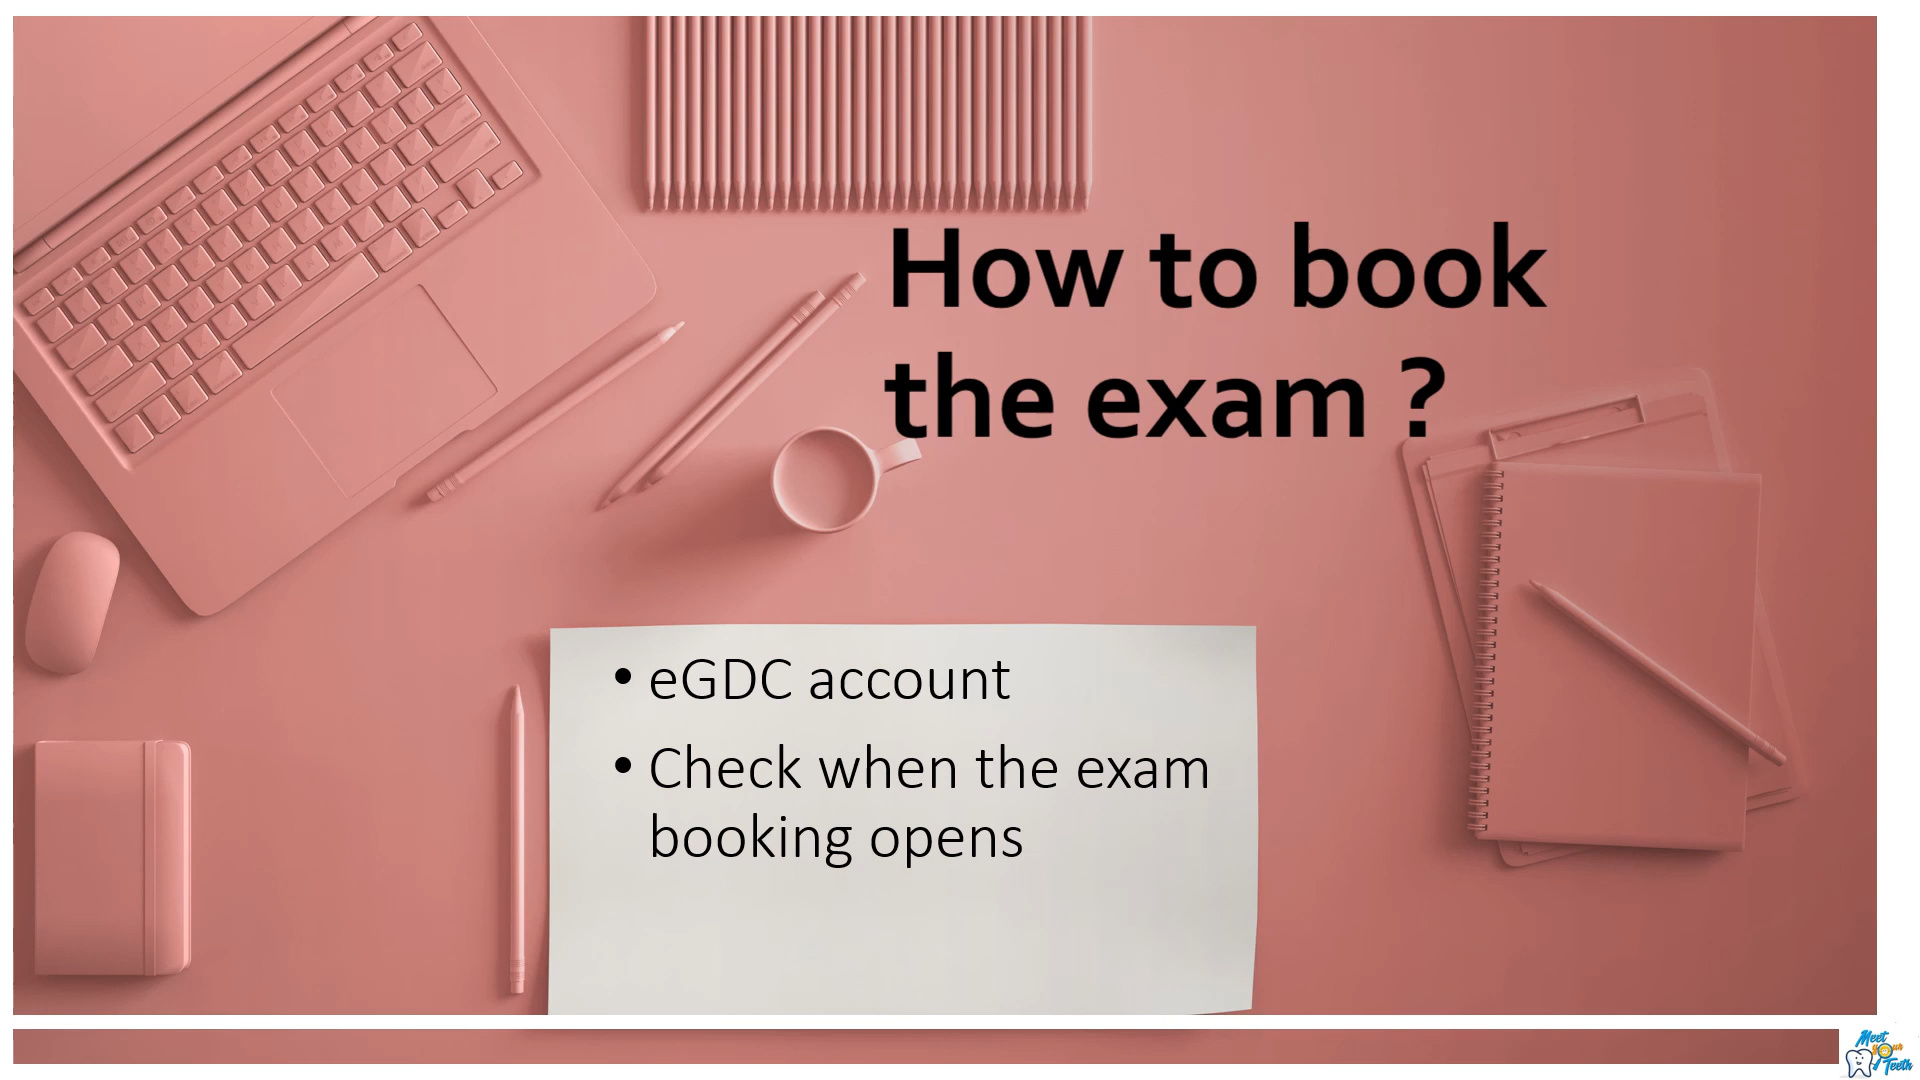 How to book
the exam ?
• eGDC account
• Check when the exam
booking opens
Meet
your
Teeth